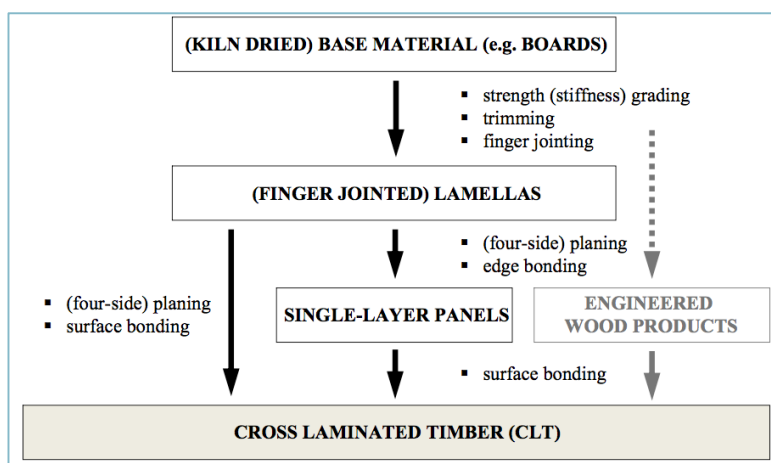 (KILN DRIED) BASE MATERIAL (e.g. BOARDS)
▪ strength (stiffness) grading
▪ trimming
▪ finger jointing
(FINGER JOINTED) LAMELLAS
▪ (four-side) planing
▪ edge bonding
▪ (four-side) planing
▪ surface bonding
SINGLE-LAYER PANELS
ENGINEERED
WOOD PRODUCTS
▪ surface bonding
CROSS LAMINATED TIMBER (CLT)